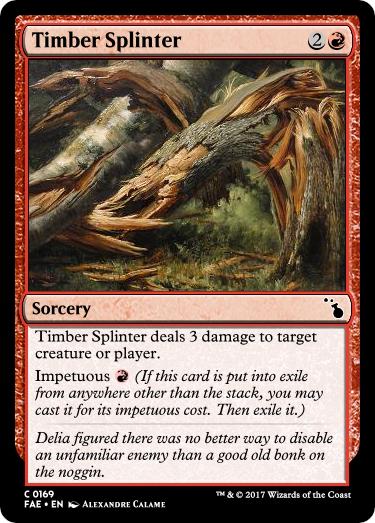 Timber Splinter 2
Sorcery
Timber Splinter deals 3 damage to target
creature or player.
Impetuous (If this card is put into exile
from anywhere other than the stack, you may
cast it for its impetuous cost. Then exile it.)
Delia figured there was no better way to disable
an unfamiliar enemy than a good old bonk on
the noggin.
C 0169
FAE • EN ALEXANDRE CALAME
™ & © 2017 Wizards of the Coast